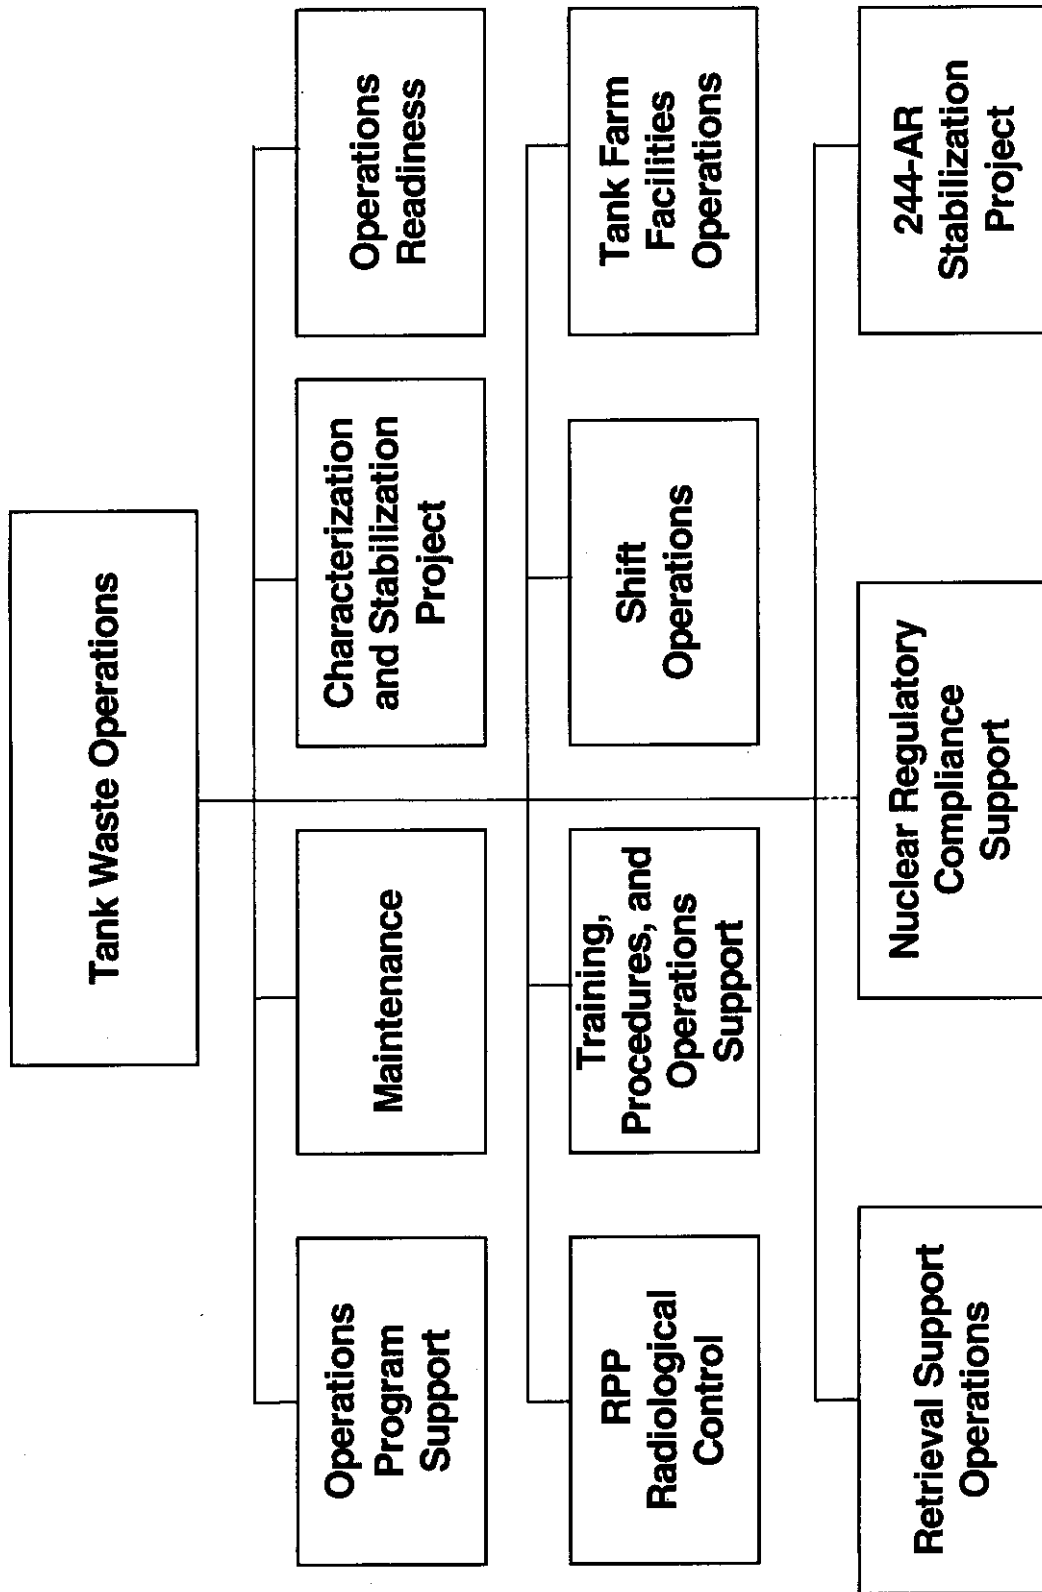 Tank Waste Operations
Operations
Program
Support
Maintenance
Characterization
and Stabilization
Project
Operations
Readiness
RPP
Radiological
Control
Training,
Procedures, and
Operations
Support
Shift
Operations
Tank Farm
Facilities
Operations
Retrieval Support
Operations
Nuclear Regulatory
Compliance
Support
244-AR
Stabilization
Project